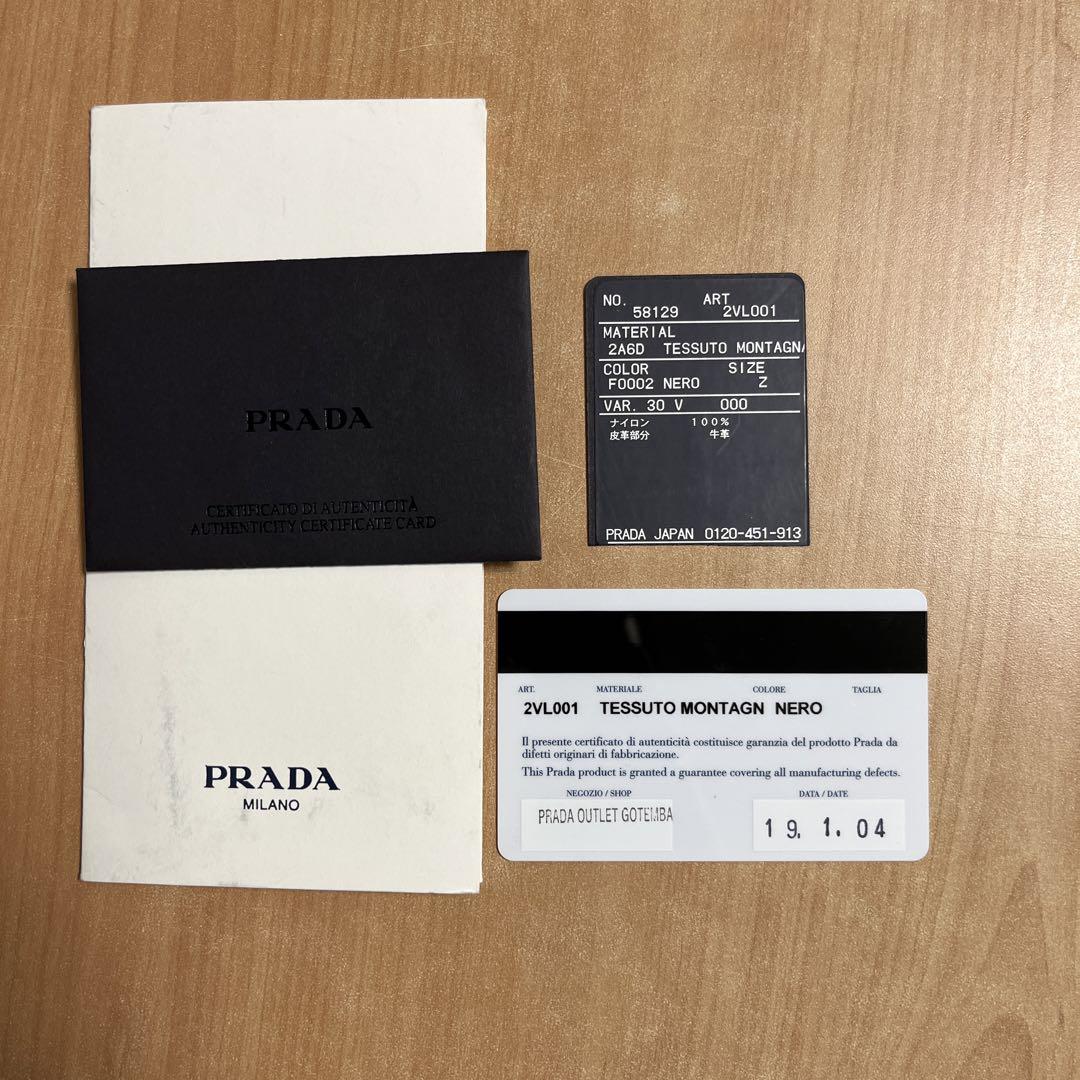 PRADA
CERTIFICATO DI AUTENTICITÀ
AUTHENTICITY CERTIFICATE CARD
PRADA
MILANO
NO. ART
58129 2VL001
MATERIAL
2A6D TESSUTO MONTAGNA
COLOR SIZE
F0002 NERO Z
VAR. 30 V 000
ナイロン 100%
皮革部分 牛革
PRADA JAPAN 0120-451-913
ART. MATERIALE COLORE TAGLIA
2VL001 TESSUTO MONTAGN NERO
Il presente certificato di autenticità costituisce garanzia del prodotto Prada da
difetti originari di fabbricazione.
This Prada product is granted a guarantee covering all manufacturing defects.
NEGOZIO / SHOP DATA / DATE
PRADA OUTLET GOTEMBA 19. 1. 04